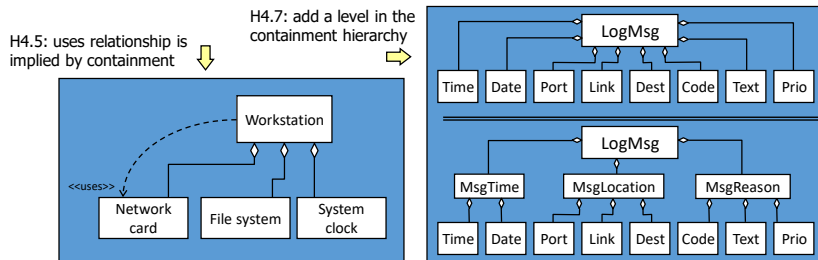 H4.5: uses relationship is
implied by containment
Workstation
<<uses>>
Network
card
File system
System
clock
H4.7: add a level in the
containment hierarchy
LogMsg
Time Date Port Link Dest Code Text Prio
LogMsg
MsgTime MsgLocation MsgReason
Time Date Port Link Dest Code Text Prio